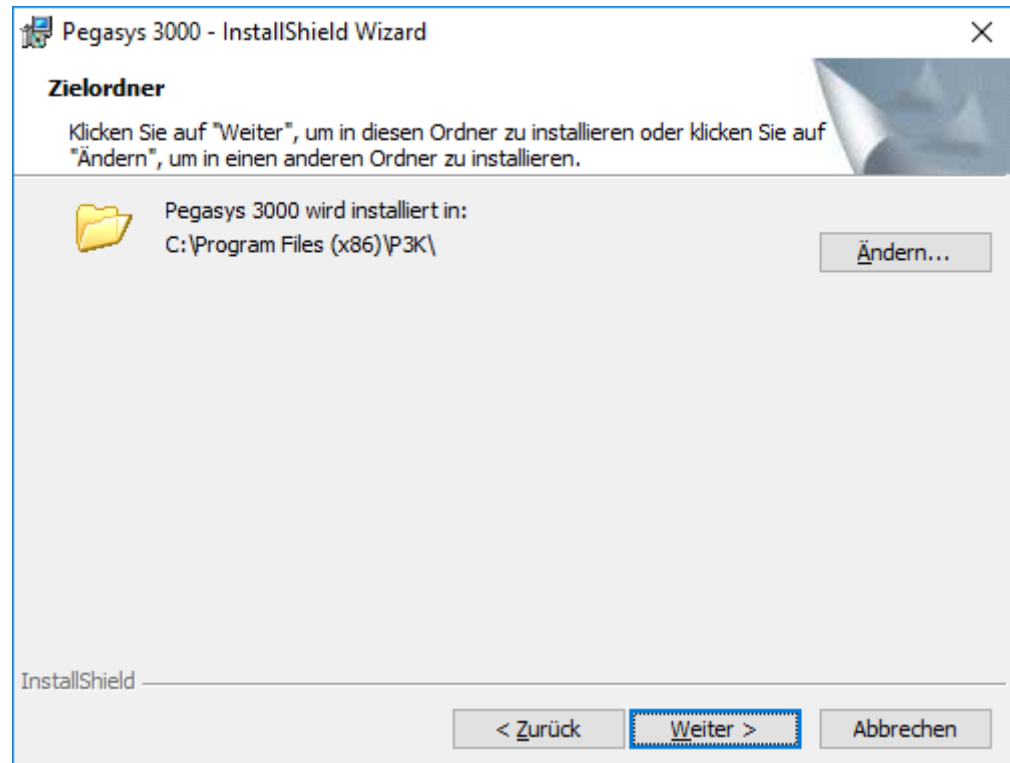 Pegasys 3000 - InstallShield Wizard
Zielordner
Klicken Sie auf "Weiter", um in diesen Ordner zu installieren oder klicken Sie auf
"Ändern", um in einen anderen Ordner zu installieren.
Pegasys 3000 wird installiert in:
C:\Program Files (x86)\P3K\
Ändern...
InstallShield
< Zurück
Weiter >
Abbrechen